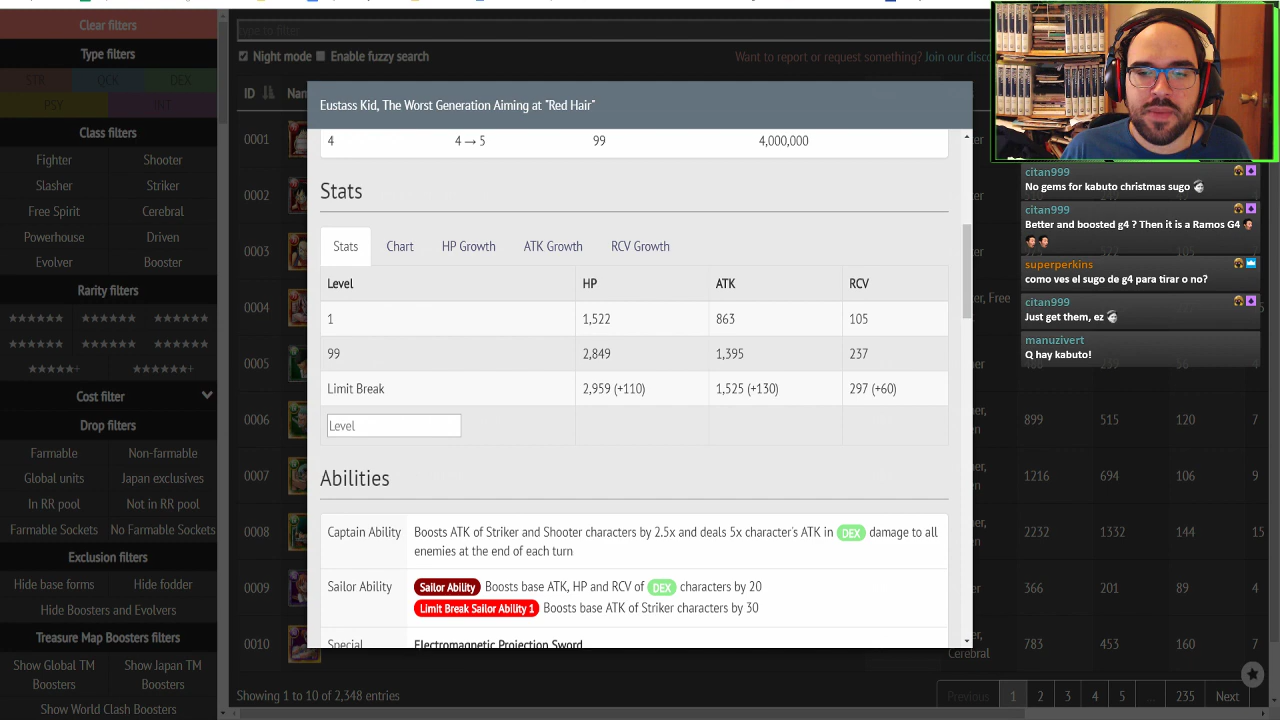 Clear filters
Type filters
STR QCK DEX
PSY INT
Class filters
Fighter Shooter
Slasher Striker
Free Spirit Cerebral
Powerhouse Driven
Evolver Booster
Rarity filters
Cost filter
Drop filters
Farmable Non-farmable
Global units Japan exclusives
In RR pool Not in RR pool
Farmable Sockets No Farmable Sockets
Exclusion filters
Hide base forms Hide fodder
Hide Boosters and Evolvers
Treasure Map Boosters filters
Show Global TM Boosters Show Japan TM Boosters
Show World Clash Boosters
Type to filter
Night mode Enable fuzzy search
Want to report or request something? Join our disco
ID Nam
0001
0002
0003
0004
0005
0006 899 515 120 7
0007 1216 694 106 9
0008 2232 1332 144 15
0009 366 201 89 4
0010 Cerebral 783 453 160 7
Showing 1 to 10 of 2,348 entries
Previous 1 2 3 4 5 ... 235 Next
Eustass Kid, The Worst Generation Aiming at "Red Hair"
4 4 → 5 99 4,000,000
Stats
Stats Chart HP Growth ATK Growth RCV Growth
Level HP ATK RCV
1 1,522 863 105
99 2,849 1,395 237
Limit Break 2,959 (+110) 1,525 (+130) 297 (+60)
Level
Abilities
Captain Ability Boosts ATK of Striker and Shooter characters by 2.5x and deals 5x character's ATK in DEX damage to all
enemies at the end of each turn
Sailor Ability Sailor Ability Boosts base ATK, HP and RCV of DEX characters by 20
Limit Break Sailor Ability 1 Boosts base ATK of Striker characters by 30
Special Electromagnetic Projection Sword
citan999
No gems for kabuto christmas sugo
citan999
Better and boosted g4 ? Then it is a Ramos G4
superperkins
como ves el sugo de g4 para tirar o no?
citan999
Just get them, ez
manuzivert
Q hay kabuto!